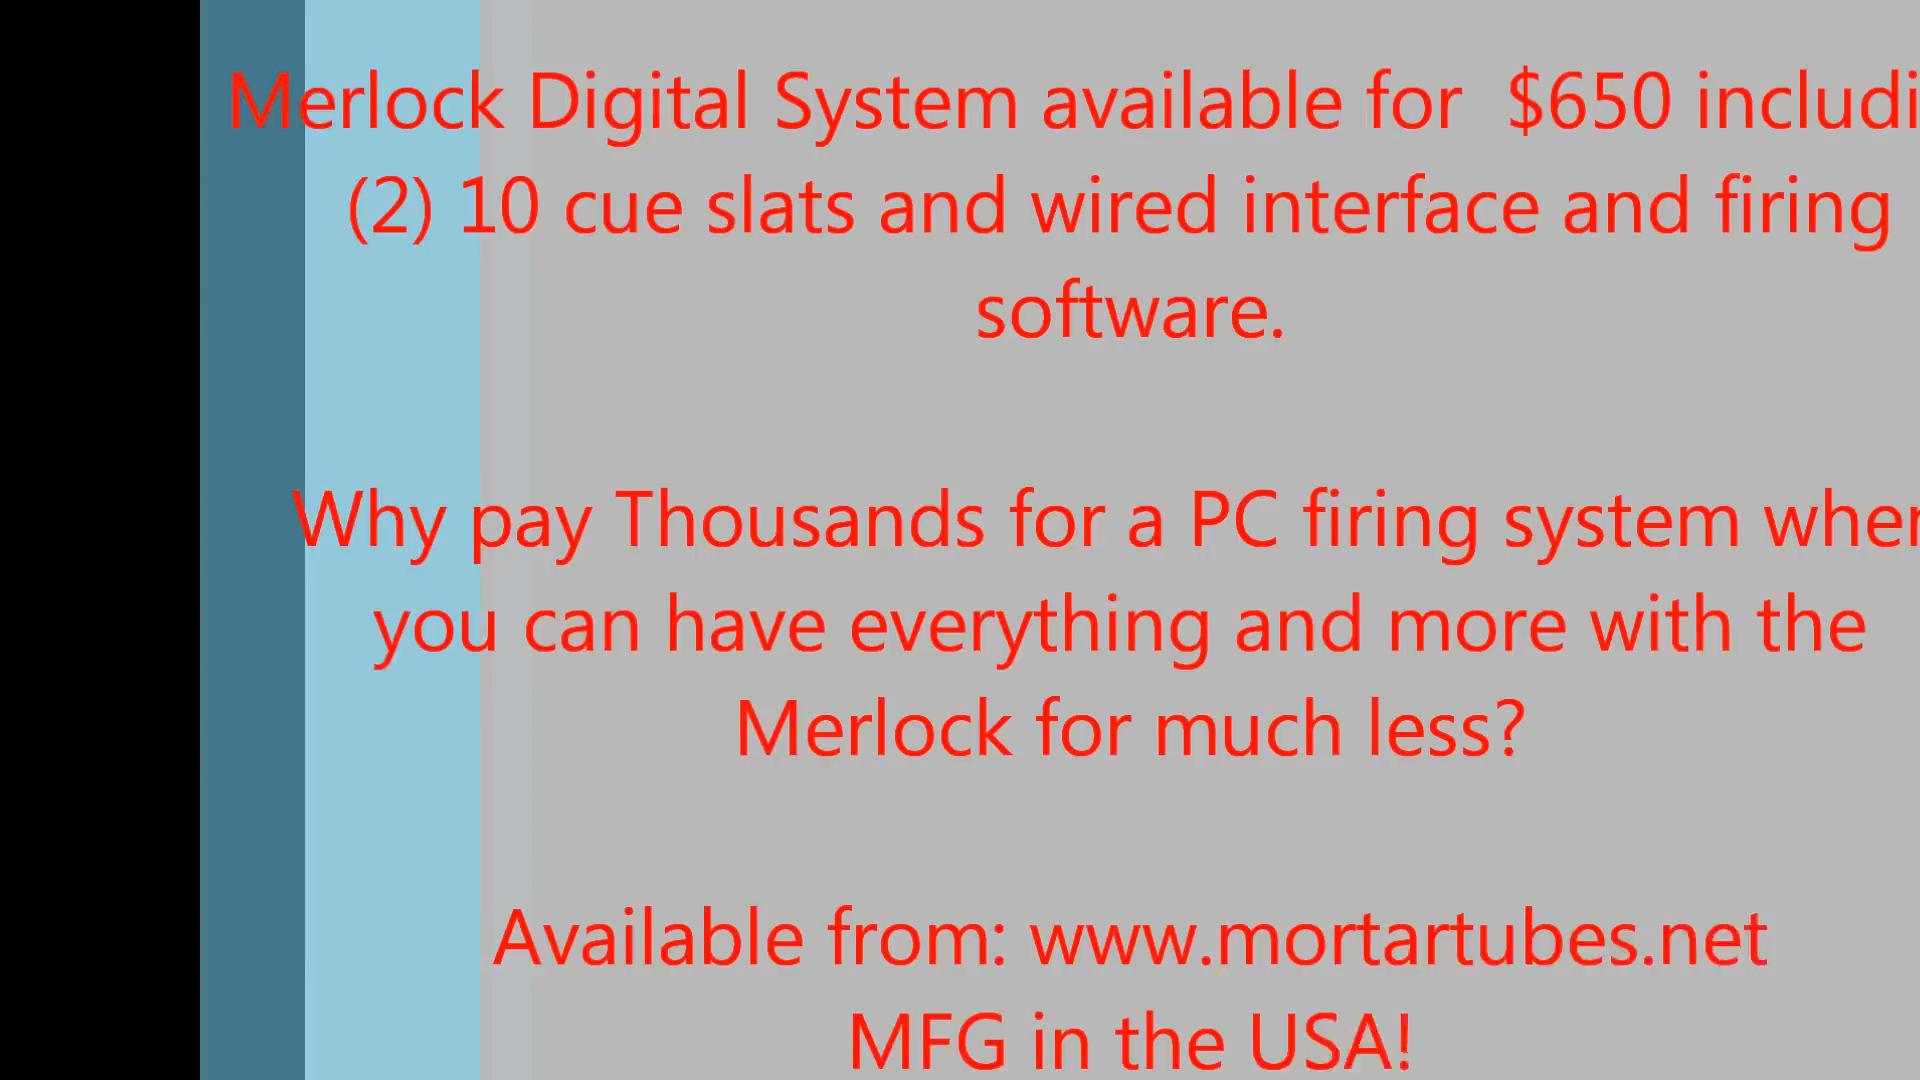 Merlock Digital System available for  $650 includi
(2) 10 cue slats and wired interface and firing
software.
Why pay Thousands for a PC firing system when
you can have everything and more with the
Merlock for much less?
Available from: www.mortartubes.net
MFG in the USA!